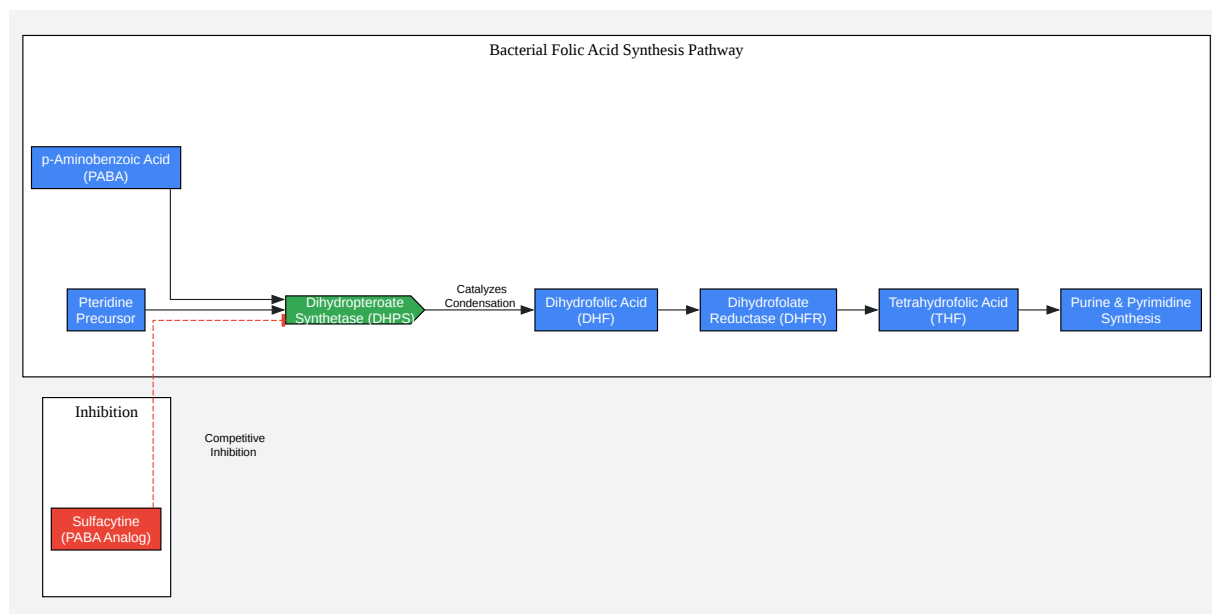 Bacterial Folic Acid Synthesis Pathway
p-Aminobenzoic Acid
(PABA)
Pteridine
Precursor
Dihydropteroate
Synthetase (DHPS)
Catalyzes
Condensation
Dihydrofolic Acid
(DHF)
Dihydrofolate
Reductase (DHFR)
Tetrahydrofolic Acid
(THF)
Purine & Pyrimidine
Synthesis
Inhibition
Competitive
Inhibition
Sulfacytine
(PABA Analog)